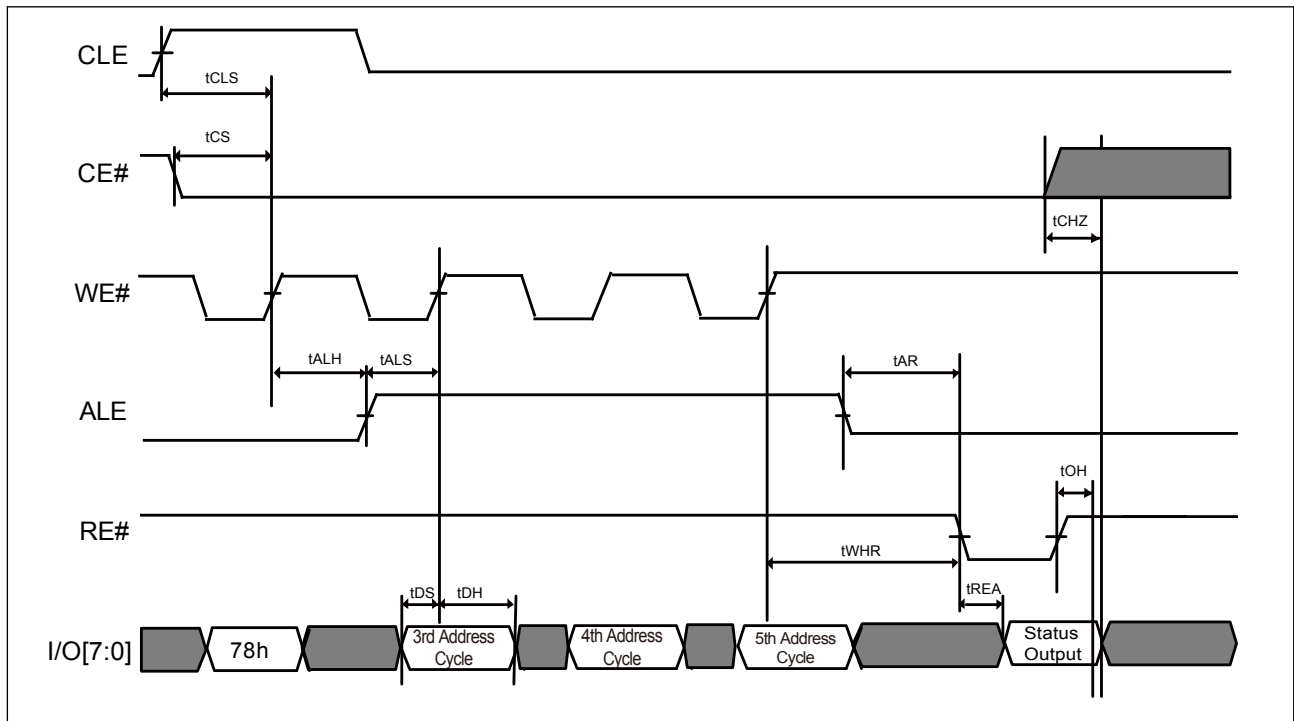 CLE
tCLS
tCS
CE#
tCHZ
WE#
tALH
tALS
tAR
ALE
tOH
RE#
tWHR
tDS
tDH
tREA
I/O[7:0]
78h
3rd Address
Cycle
4th Address
Cycle
5th Address
Cycle
Status
Output